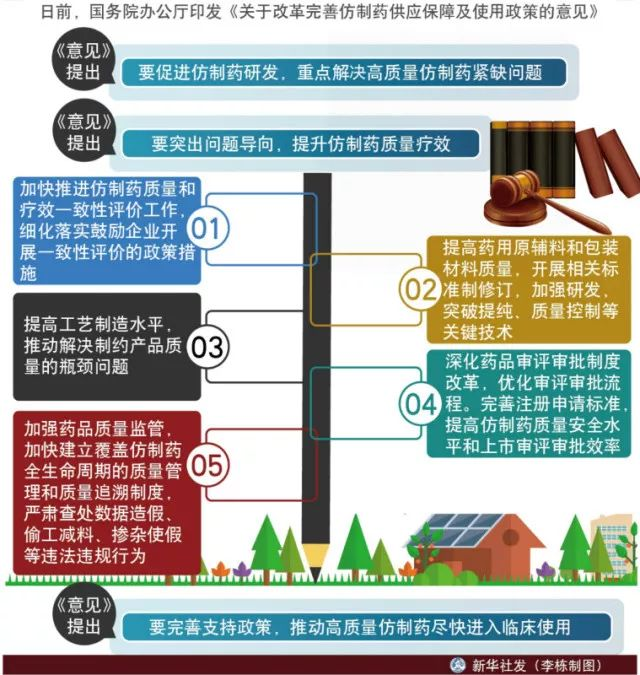 日前，国务院办公厅印发《关于改革完善仿制药供应保障及使用政策的意见》
《意见》
提出
要促进仿制药研发，重点解决高质量仿制药紧缺问题
《意见》
提出
要突出问题导向，提升仿制药质量疗效
加快推进仿制药质量和
疗效一致性评价工作，
细化落实鼓励企业开
展一致性评价的政策措
施
01
02
提高药用原辅料和包装
材料质量，开展相关标
准制修订，加强研发，
突破提纯、质量控制等
关键技术
提高工艺制造水平，
推动解决制约产品质
量的瓶颈问题
03
04
深化药品审评审批制度
改革，优化审评审批流
程。完善注册申请标准，
提高仿制药质量安全水
平和上市审评审批效率
加强药品质量监管，
加快建立覆盖仿制药
全生命周期的质量管
理和质量追溯制度，
严肃查处数据造假、
偷工减料、掺杂使假
等违法违规行为
05
《意见》
提出
要完善支持政策，推动高质量仿制药尽快进入临床使用
新华社发（李栋制图）